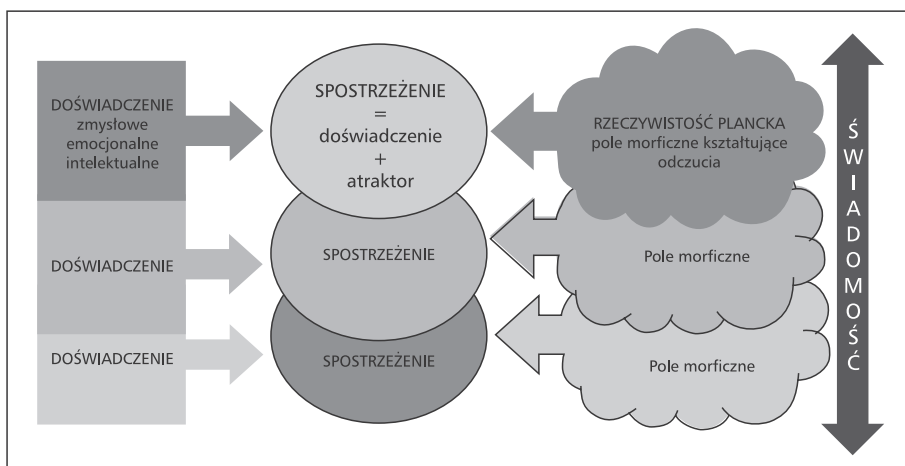 DOŚWIADCZENIE
zmysłowe
emocjonalne
intelektualne
SPOSTRZEŻENIE
=
doświadczenie
+
atraktor
RZECZYWISTOŚĆ PLANCKA
pole morficzne kształtujące
odczucia
DOŚWIADCZENIE
SPOSTRZEŻENIE
Pole morficzne
DOŚWIADCZENIE
SPOSTRZEŻENIE
Pole morficzne
ŚWIADOMOŚĆ